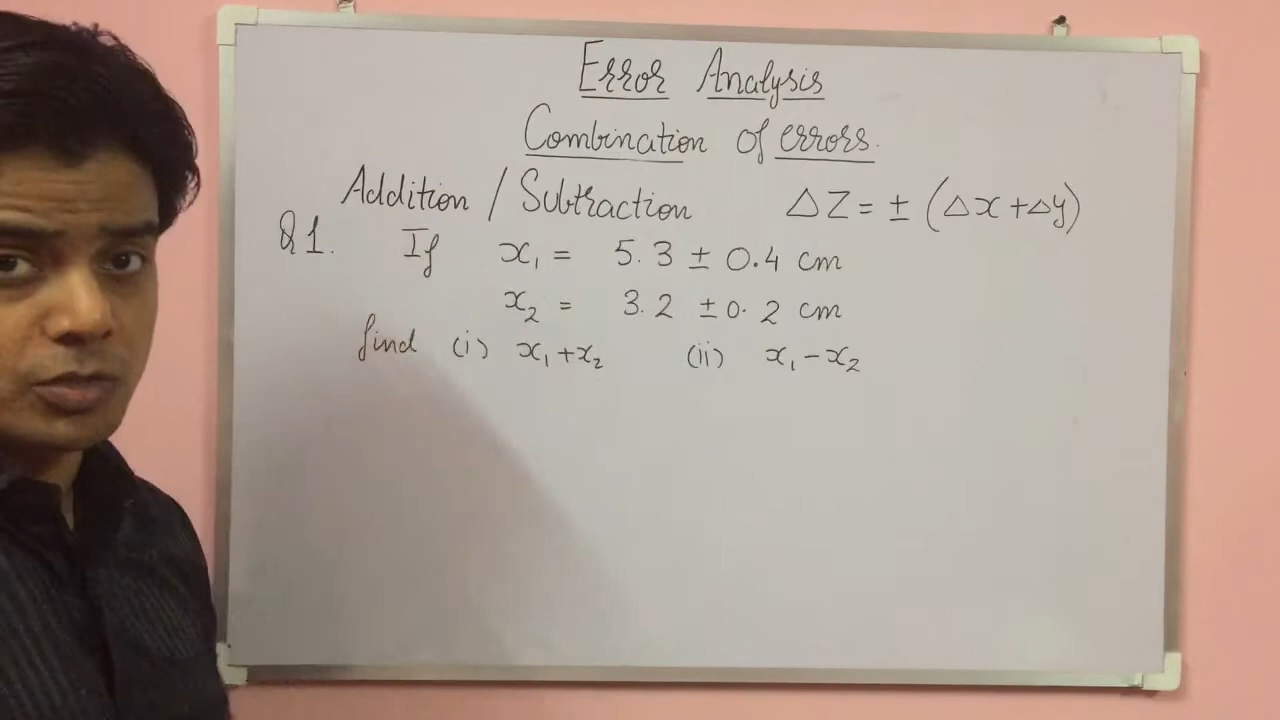 Error Analysis
Combination of errors.
Addition / Subtraction ΔZ = ± (Δx + Δy)
Q1. If x₁ = 5.3 ± 0.4 cm
x₂ = 3.2 ± 0.2 cm
find (i) x₁+x₂ (ii) x₁-x₂